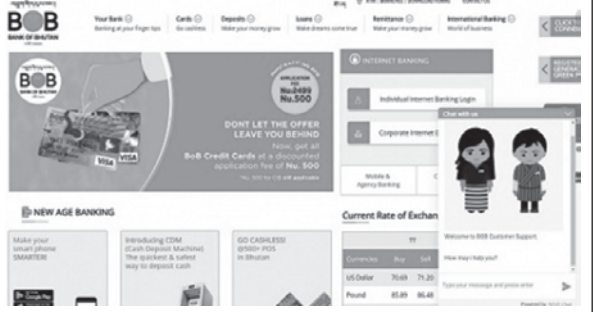 BOB
BANK OF BHUTAN
Your Bank
Banking at your finger tips
Cards
Go cashless
Deposits
Make your money grow
Loans
Make dreams come true
Remittance
Make your money grow
International Banking
World of business
BOB
APPLICATION
FEE
Nu.2499
Nu.500
DONT LET THE OFFER
LEAVE YOU BEHIND
Now, get all
BoB Credit Cards at a discounted
application fee of Nu. 500
VISA
VISA
INTERNET BANKING
Individual Internet Banking Login
Corporate Internet
Mobile &
Agency Banking
NEW AGE BANKING
Make your
smart phone
SMARTER!
Google Play
Introducing CDM
(Cash Deposit Machine)
The quickest & safest
way to deposit cash
GO CASHLESS!
@500+ POS
in Bhutan
Current Rate of Exchan
TT
Currencies Buy Sell
US Dollar 70.69 71.20
Pound 85.89 86.48
Chat with us
Welcome to BOB Customer Support
How may I help you?
Type your message and press enter